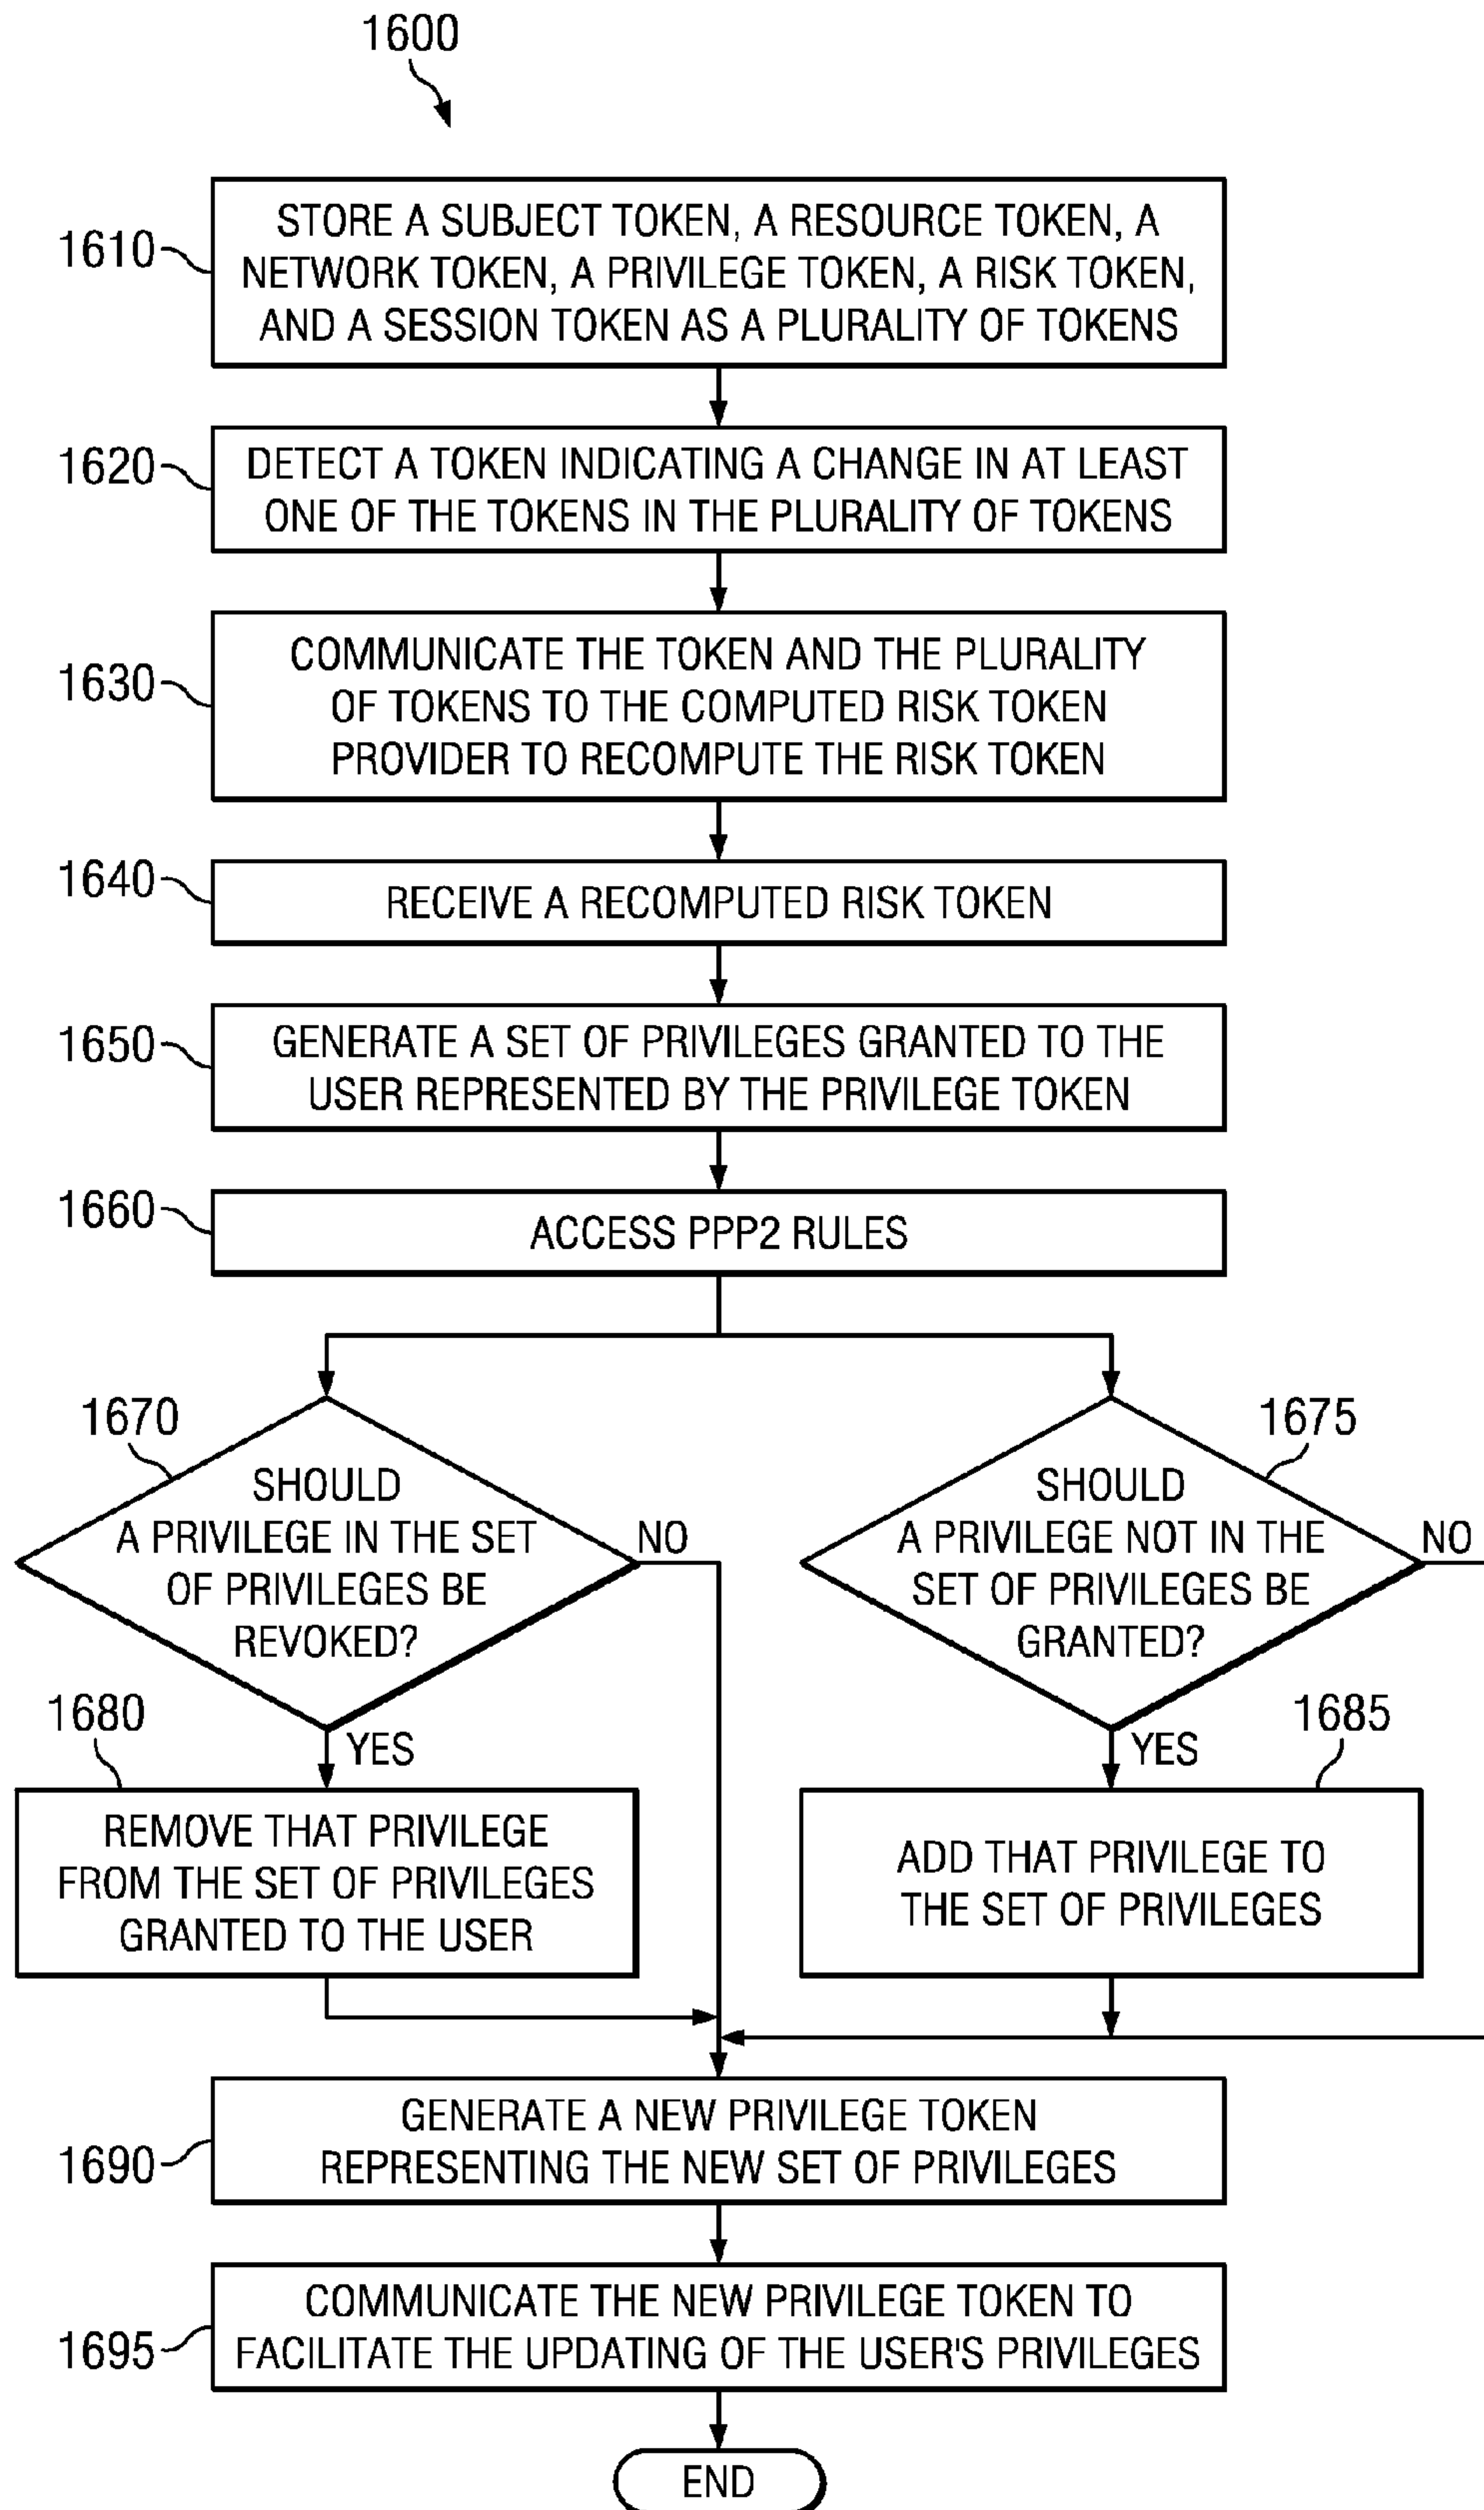 1600
1610
STORE A SUBJECT TOKEN, A RESOURCE TOKEN, A
NETWORK TOKEN, A PRIVILEGE TOKEN, A RISK TOKEN,
AND A SESSION TOKEN AS A PLURALITY OF TOKENS
1620
DETECT A TOKEN INDICATING A CHANGE IN AT LEAST
ONE OF THE TOKENS IN THE PLURALITY OF TOKENS
1630
COMMUNICATE THE TOKEN AND THE PLURALITY
OF TOKENS TO THE COMPUTED RISK TOKEN
PROVIDER TO RECOMPUTE THE RISK TOKEN
1640
RECEIVE A RECOMPUTED RISK TOKEN
1650
GENERATE A SET OF PRIVILEGES GRANTED TO THE
USER REPRESENTED BY THE PRIVILEGE TOKEN
1660
ACCESS PPP2 RULES
1670
SHOULD
A PRIVILEGE IN THE SET
OF PRIVILEGES BE
REVOKED?
NO
YES
1675
SHOULD
A PRIVILEGE NOT IN THE
SET OF PRIVILEGES BE
GRANTED?
NO
YES
1680
REMOVE THAT PRIVILEGE
FROM THE SET OF PRIVILEGES
GRANTED TO THE USER
1685
ADD THAT PRIVILEGE TO
THE SET OF PRIVILEGES
1690
GENERATE A NEW PRIVILEGE TOKEN
REPRESENTING THE NEW SET OF PRIVILEGES
1695
COMMUNICATE THE NEW PRIVILEGE TOKEN TO
FACILITATE THE UPDATING OF THE USER'S PRIVILEGES
END